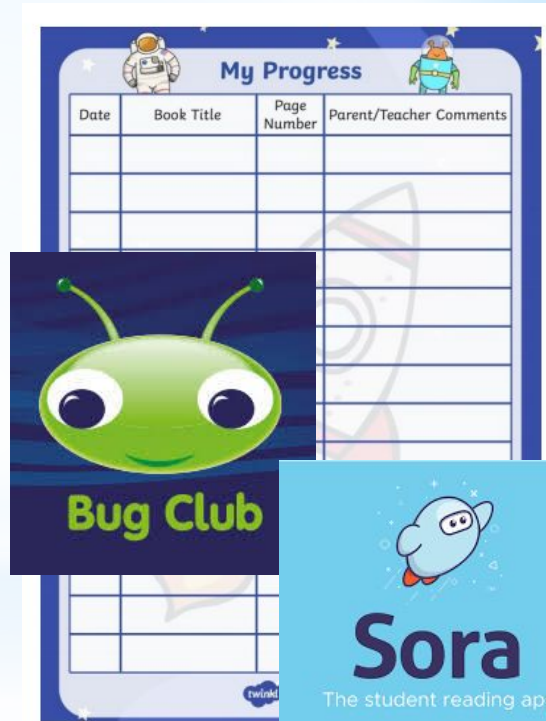 My Progress
Date Book Title Page Number Parent/Teacher Comments
Bug Club
twinkl
Sora
The student reading ap